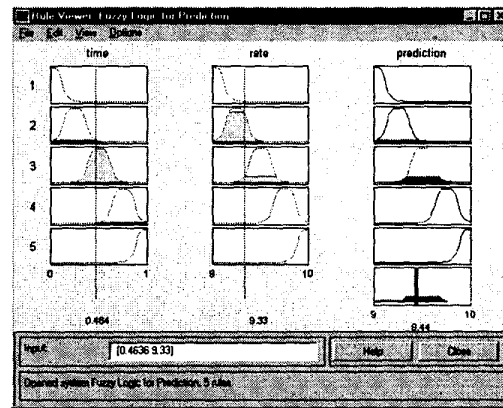 Rule Viewer: Fuzzy Logic for Prediction
File Edit View Options
time rate prediction
1
2
3
4
5
0 1 9 10
9 10
0.464 9.33 9.44
Input: [0.4636 9.33] Help Close
Opened system Fuzzy Logic for Prediction, 5 rules